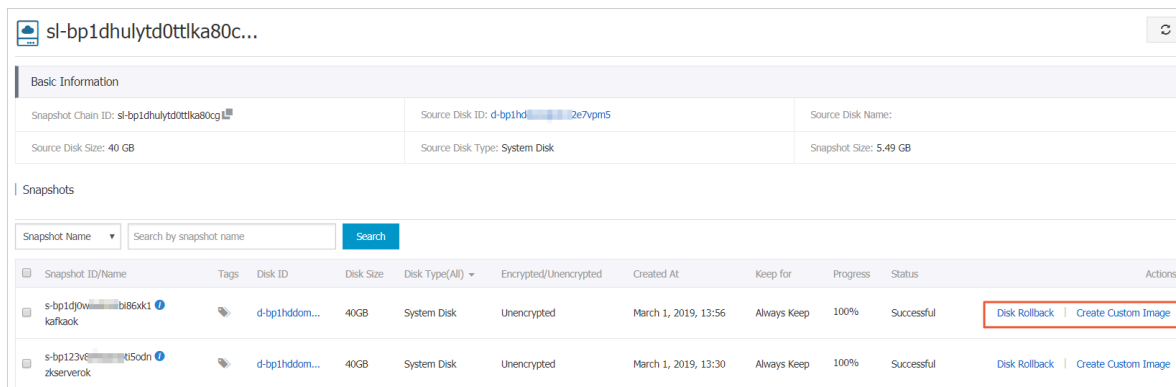 sl-bp1dhulytd0ttlka80c...
Basic Information
Snapshot Chain ID: sl-bp1dhulytd0ttlka80cg Source Disk ID: d-bp1hd 2e7vpm5 Source Disk Name:
Source Disk Size: 40 GB Source Disk Type: System Disk Snapshot Size: 5.49 GB
Snapshots
Snapshot Name Search by snapshot name Search
Snapshot ID/Name Tags Disk ID Disk Size Disk Type(All) Encrypted/Unencrypted Created At Keep for Progress Status Actions
s-bp1dj0w bi86xk1 d-bp1hddom... 40GB System Disk Unencrypted March 1, 2019, 13:56 Always Keep 100% Successful Disk Rollback | Create Custom Image
kafkaok
s-bp123v8 ti5odn d-bp1hddom... 40GB System Disk Unencrypted March 1, 2019, 13:30 Always Keep 100% Successful Disk Rollback | Create Custom Image
zkserverok